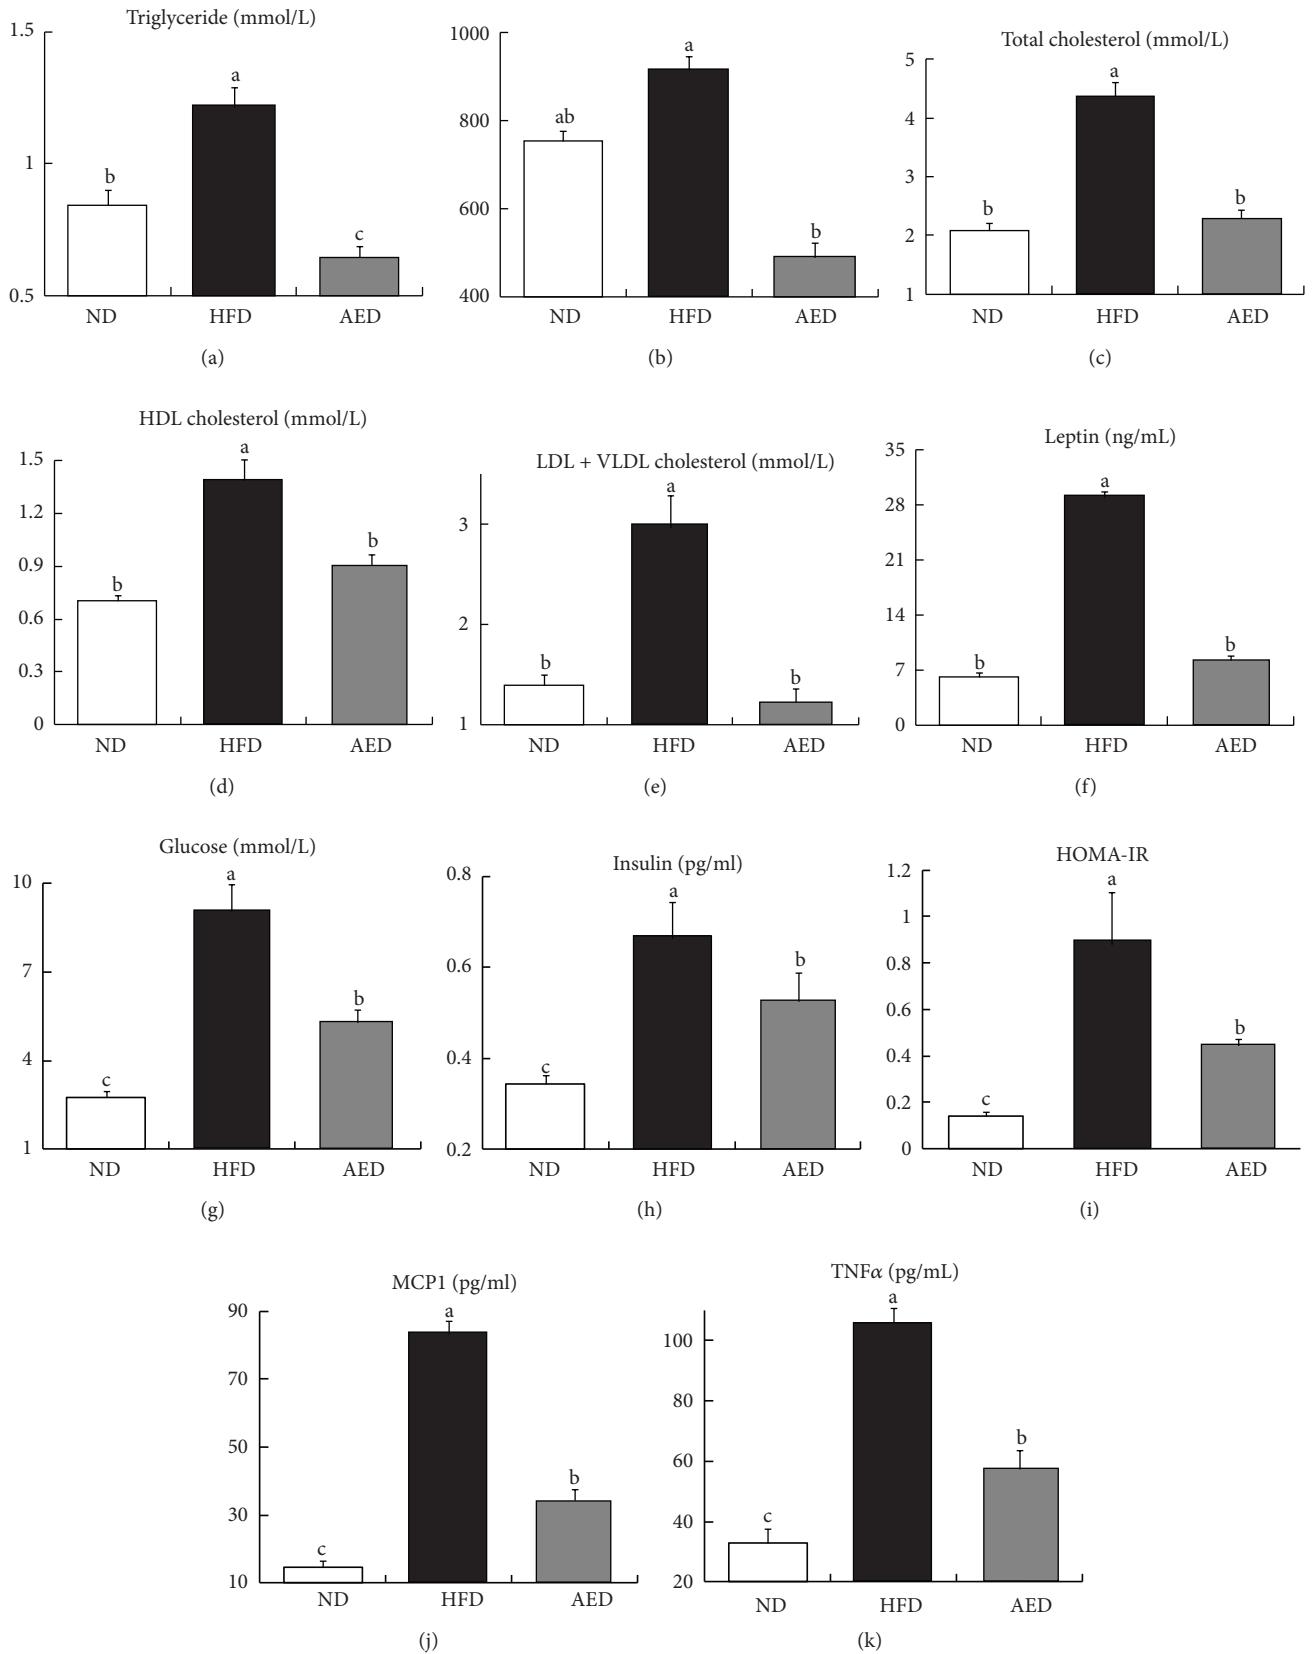 Triglyceride (mmol/L)
1.5
1
0.5
b
a
c
ND HFD AED
(a)
1000
800
600
400
ab
a
b
ND HFD AED
(b)
Total cholesterol (mmol/L)
5
4
3
2
1
b
a
b
ND HFD AED
(c)
HDL cholesterol (mmol/L)
1.5
1.2
0.9
0.6
0.3
0
b
a
b
ND HFD AED
(d)
LDL + VLDL cholesterol (mmol/L)
3
2
1
b
a
b
ND HFD AED
(e)
Leptin (ng/mL)
35
28
21
14
7
0
b
a
b
ND HFD AED
(f)
Glucose (mmol/L)
10
7
4
1
c
a
b
ND HFD AED
(g)
Insulin (pg/ml)
0.8
0.6
0.4
0.2
c
a
b
ND HFD AED
(h)
HOMA-IR
1.2
1
0.8
0.6
0.4
0.2
0
c
a
b
ND HFD AED
(i)
MCP1 (pg/ml)
90
70
50
30
10
c
a
b
ND HFD AED
(j)
TNFα (pg/mL)
100
80
60
40
20
c
a
b
ND HFD AED
(k)